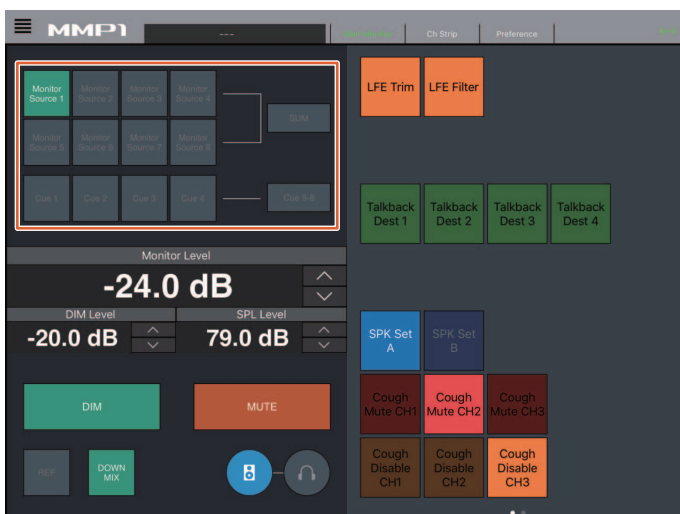 MMP1
---
Ch Strip
Preference
Monitor Source 1
Monitor Source 2
Monitor Source 3
Monitor Source 4
SUM
Monitor Source 5
Monitor Source 6
Monitor Source 7
Monitor Source 8
Cue 1
Cue 2
Cue 3
Cue 4
Cue 5-8
Monitor Level
-24.0 dB
DIM Level
SPL Level
-20.0 dB
79.0 dB
DIM
MUTE
REF
DOWN
MIX
LFE Trim
LFE Filter
Talkback
Dest 1
Talkback
Dest 2
Talkback
Dest 3
Talkback
Dest 4
SPK Set
A
SPK Set
B
Cough
Mute CH1
Cough
Mute CH2
Cough
Mute CH3
Cough
Disable
CH1
Cough
Disable
CH2
Cough
Disable
CH3